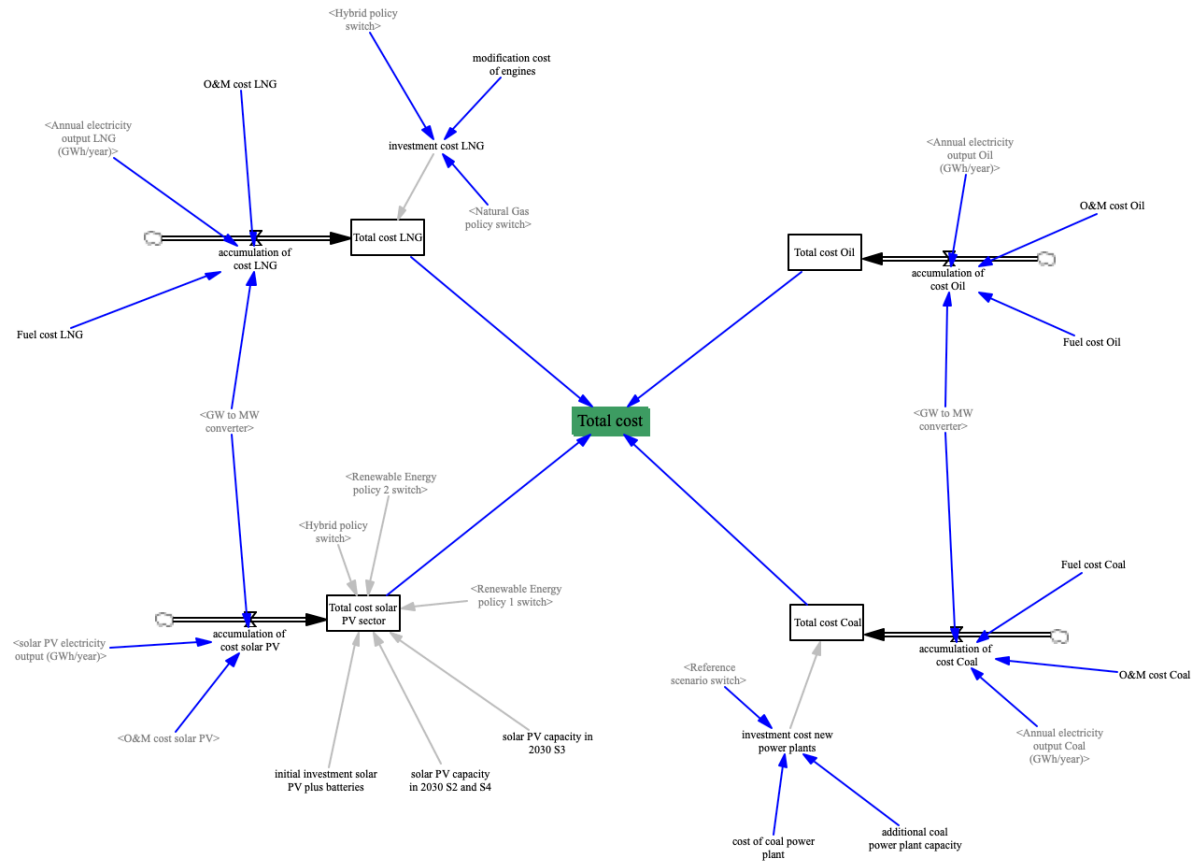 <Hybrid policy
switch>
modification cost
of engines
O&M cost LNG
<Annual electricity
output LNG
(GWh/year)>
investment cost LNG
<Annual electricity
output Oil
(GWh/year)>
<Natural Gas
policy switch>
O&M cost Oil
Total cost LNG
accumulation of
cost LNG
Total cost Oil
accumulation of
cost Oil
Fuel cost LNG
Fuel cost Oil
<GW to MW
converter>
Total cost
<GW to MW
converter>
<Renewable Energy
policy 2 switch>
<Hybrid policy
switch>
<Renewable Energy
policy 1 switch>
Fuel cost Coal
Total cost solar
PV sector
accumulation of
cost solar PV
<solar PV electricity
output (GWh/year)>
Total cost Coal
accumulation of
cost Coal
<Reference
scenario switch>
O&M cost Coal
<O&M cost solar PV>
solar PV capacity in
2030 S3
investment cost new
power plants
<Annual electricity
output Coal
(GWh/year)>
initial investment solar
PV plus batteries
solar PV capacity
in 2030 S2 and S4
cost of coal power
plant
additional coal
power plant capacity